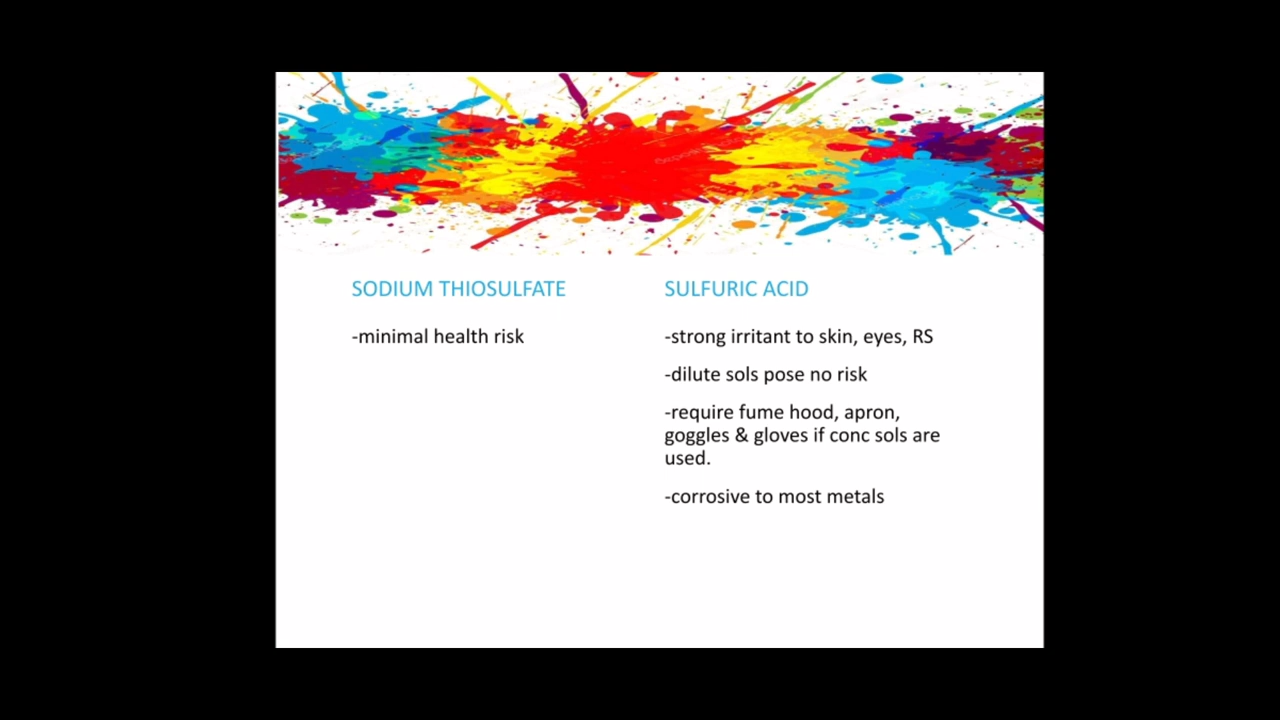 SODIUM THIOSULFATE
-minimal health risk
SULFURIC ACID
-strong irritant to skin, eyes, RS
-dilute sols pose no risk
-require fume hood, apron,
goggles & gloves if conc sols are
used.
-corrosive to most metals